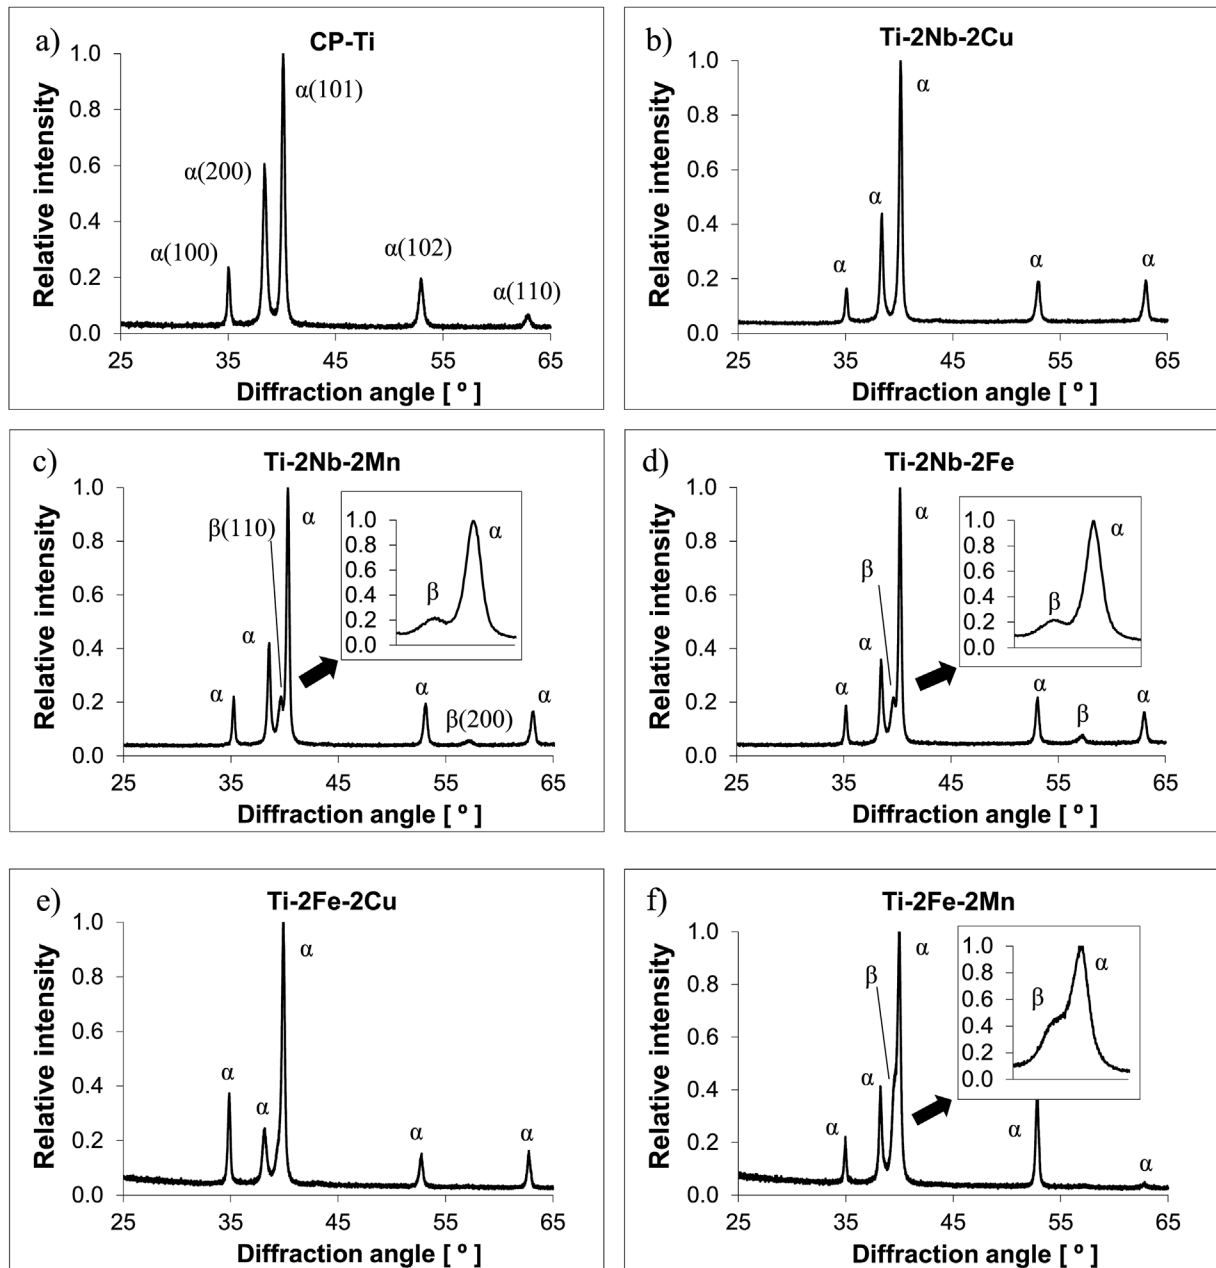 a)
CP-Ti
Relative intensity
1.0
0.8
0.6
0.4
0.2
0.0
α(100)
α(200)
α(101)
α(102)
α(110)
25 35 45 55 65
Diffraction angle [ º ]
b)
Ti-2Nb-2Cu
Relative intensity
1.0
0.8
0.6
0.4
0.2
0.0
α
α
α
α
α
25 35 45 55 65
Diffraction angle [ º ]
c)
Ti-2Nb-2Mn
Relative intensity
1.0
0.8
0.6
0.4
0.2
0.0
α
α
β(110)
α
α
β(200)
α
1.0
0.8
0.6
0.4
0.2
0.0
β
α
25 35 45 55 65
Diffraction angle [ º ]
d)
Ti-2Nb-2Fe
Relative intensity
1.0
0.8
0.6
0.4
0.2
0.0
α
α
β
α
α
β
α
1.0
0.8
0.6
0.4
0.2
0.0
β
α
25 35 45 55 65
Diffraction angle [ º ]
e)
Ti-2Fe-2Cu
Relative intensity
1.0
0.8
0.6
0.4
0.2
0.0
α
α
α
α
α
25 35 45 55 65
Diffraction angle [ º ]
f)
Ti-2Fe-2Mn
Relative intensity
1.0
0.8
0.6
0.4
0.2
0.0
α
α
β
α
α
α
1.0
0.8
0.6
0.4
0.2
0.0
β
α
25 35 45 55 65
Diffraction angle [ º ]